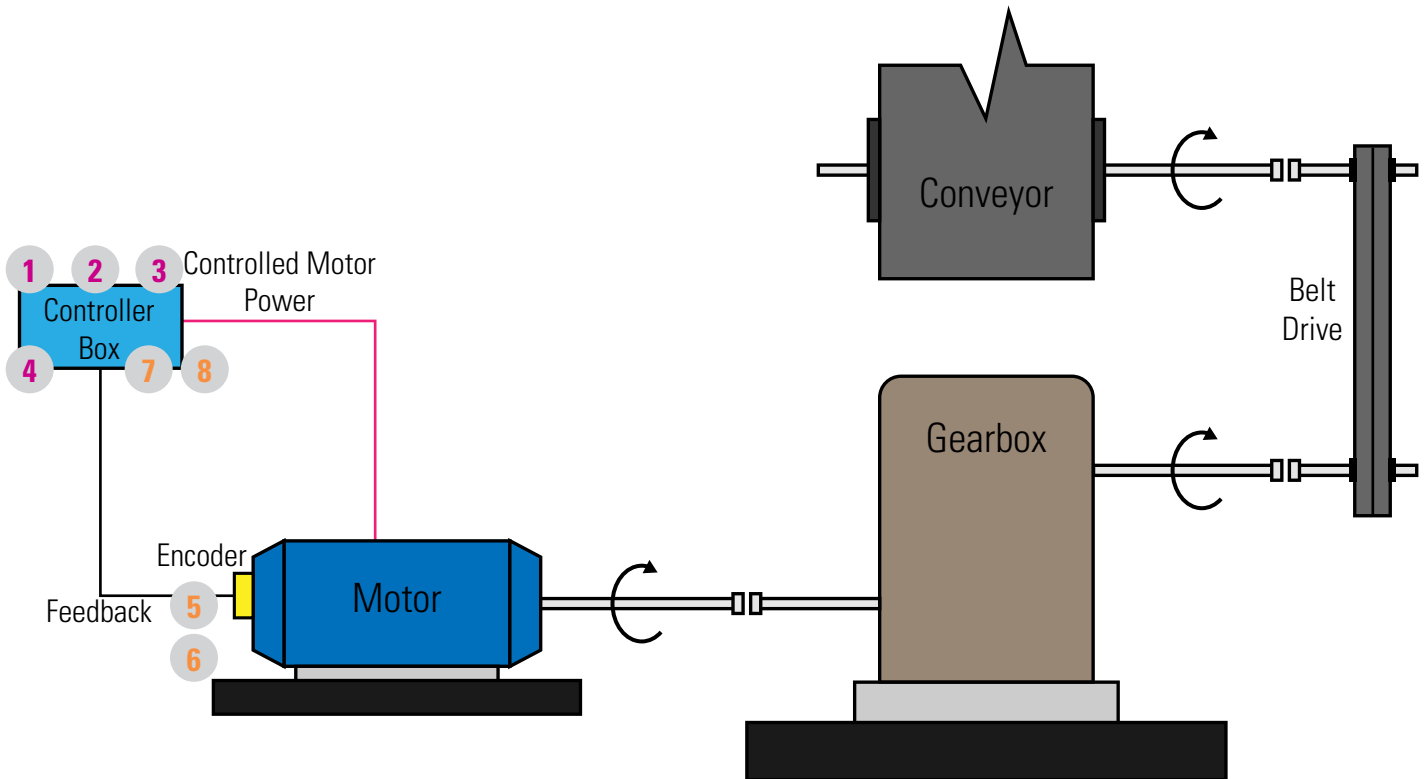 Conveyor
1 2 3 Controlled Motor
Power
Controller
Box
4 7 8
Belt
Drive
Gearbox
Encoder
Motor
Feedback
5
6